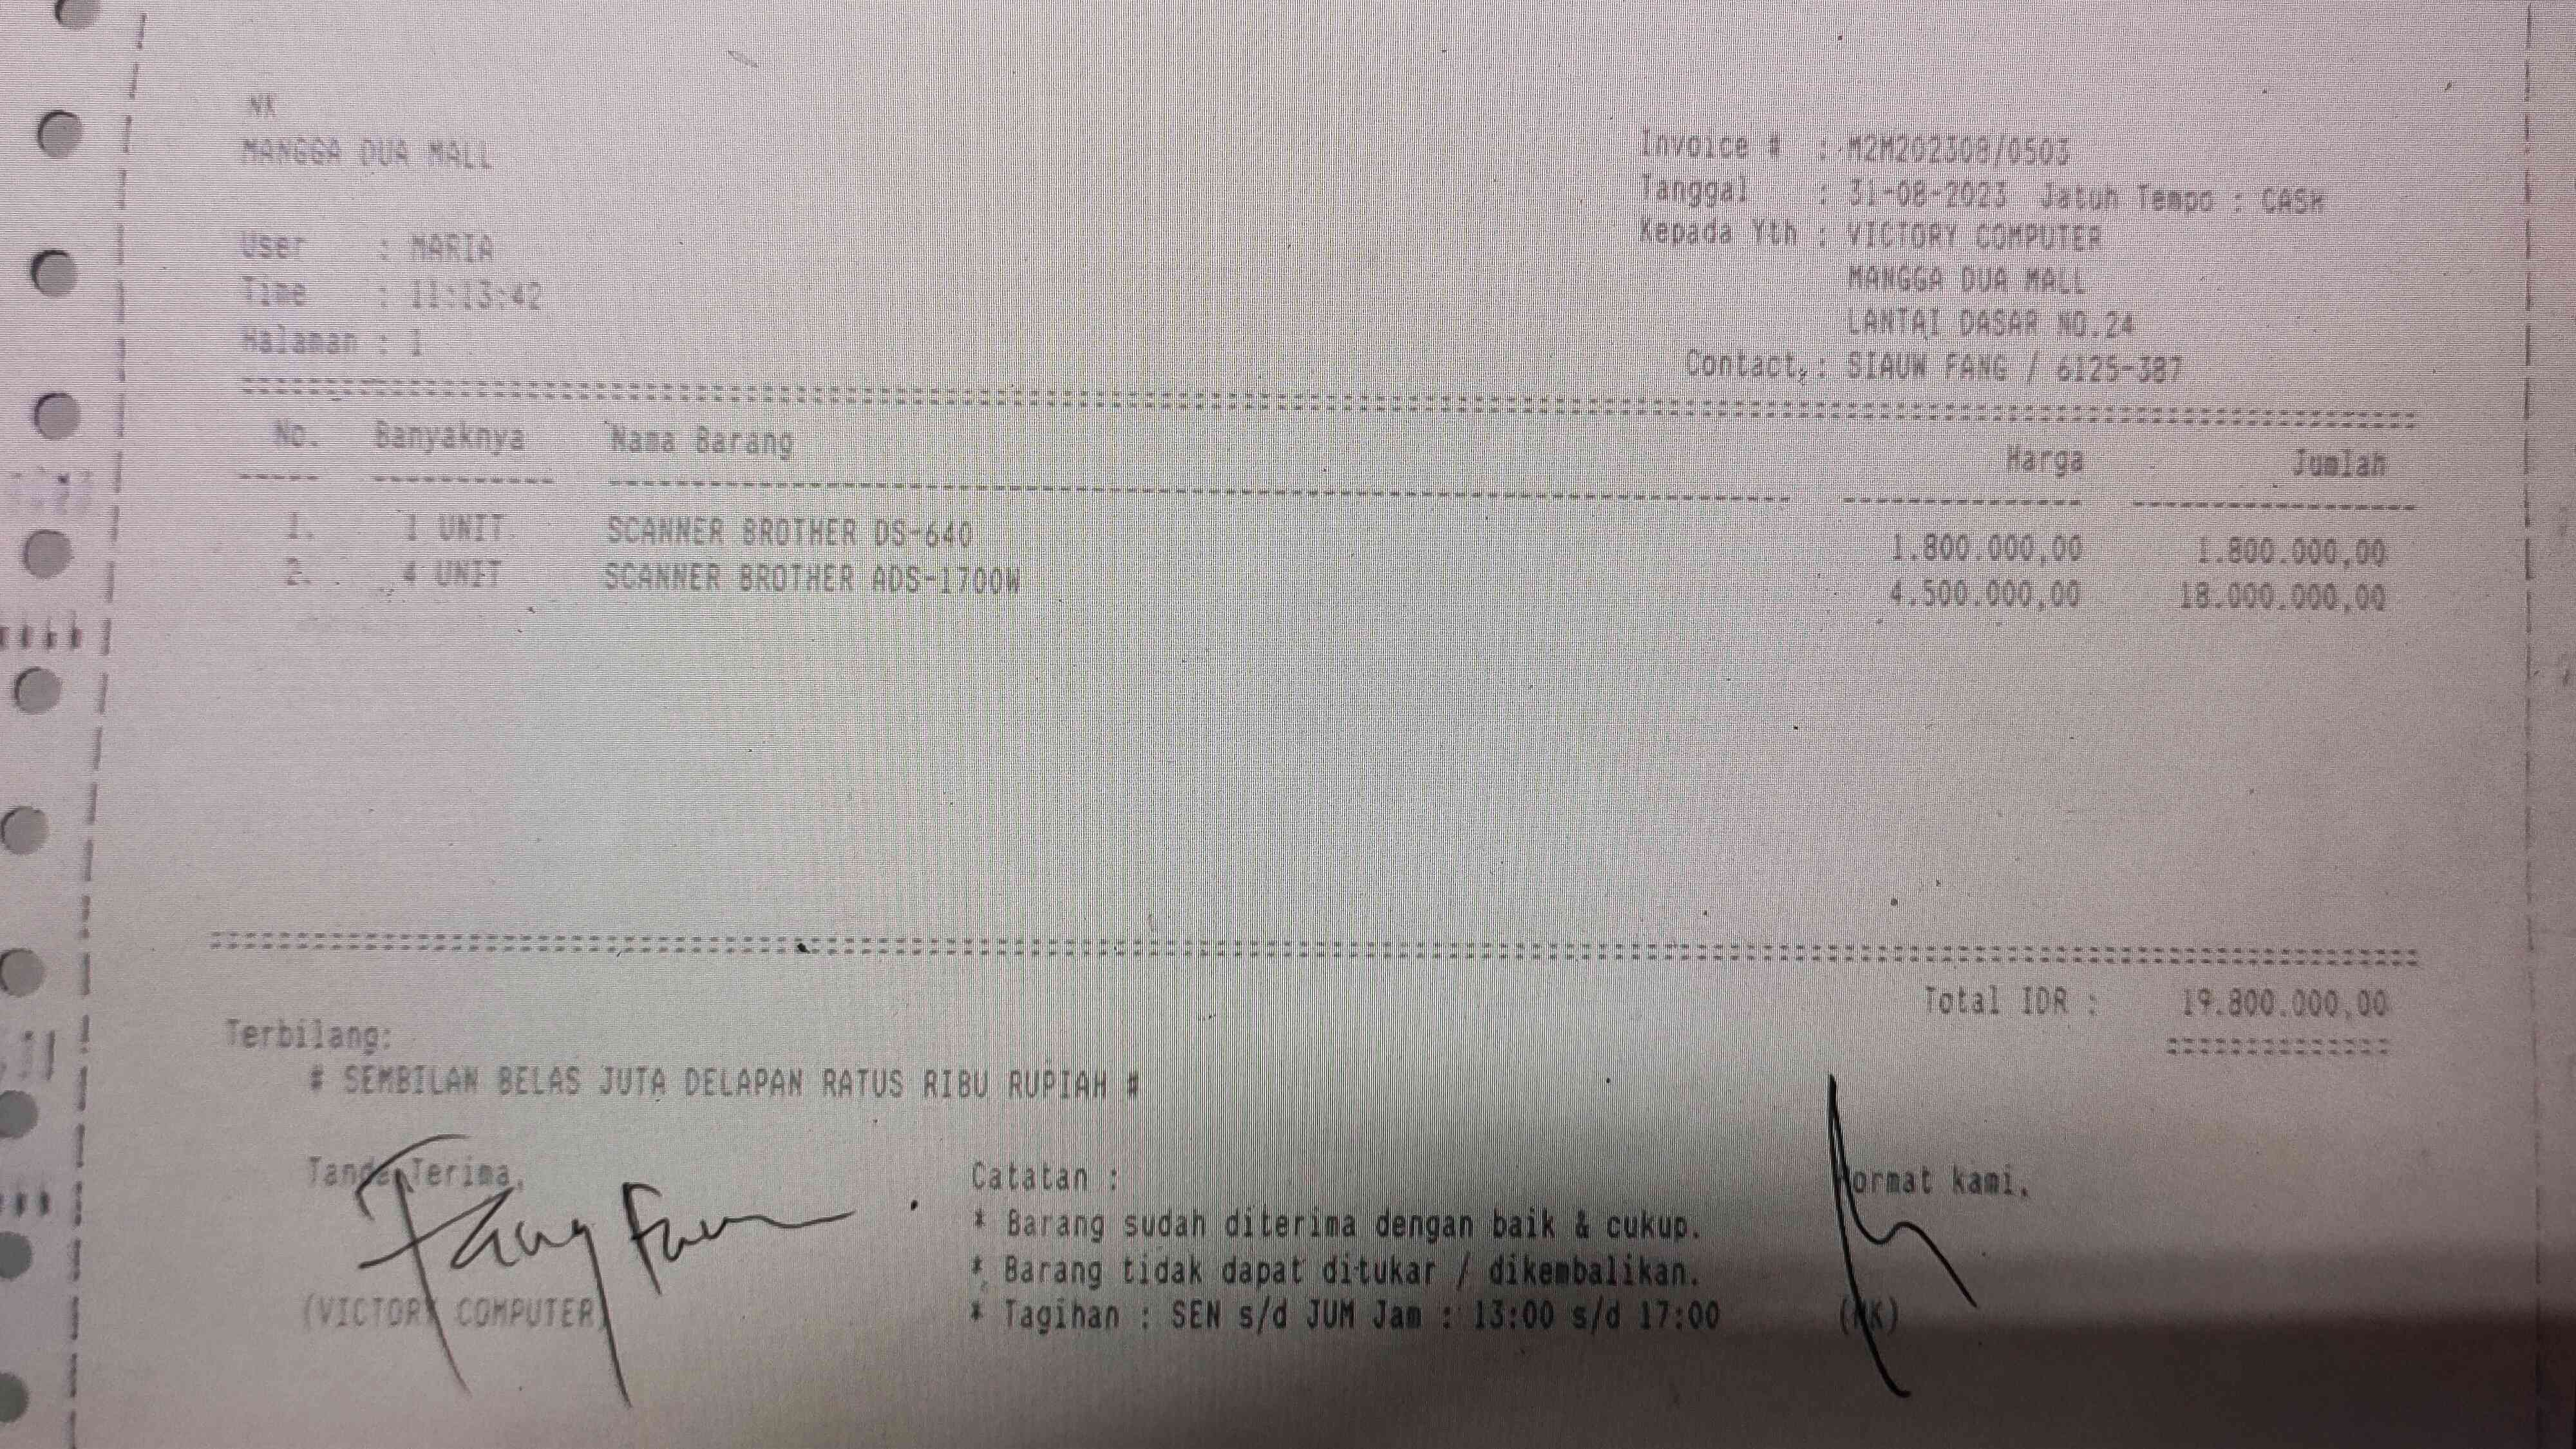 NK
MANGGA DUA MALL
User : MARIA
Time : 11:13:42
Halaman : 1
Invoice # : M2M202308/0503
Tanggal : 31-08-2023 Jatuh Tempo : CASH
Kepada Yth : VICTORY COMPUTER
MANGGA DUA MALL
LANTAI DASAR NO.24
Contact : SIAUW FANG / 6125-387
No. Banyaknya Nama Barang Harga Jumlah
1. 1 UNIT SCANNER BROTHER DS-640 1.800.000,00 1.800.000,00
2. 4 UNIT SCANNER BROTHER ADS-1700W 4.500.000,00 18.000.000,00
Total IDR : 19.800.000,00
Terbilang:
# SEMBILAN BELAS JUTA DELAPAN RATUS RIBU RUPIAH #
Tanda Terima,
(VICTORY COMPUTER)
Catatan :
* Barang sudah diterima dengan baik & cukup.
* Barang tidak dapat ditukar / dikembalikan.
* Tagihan : SEN s/d JUM Jam : 13:00 s/d 17:00
Hormat kami,
(NK)